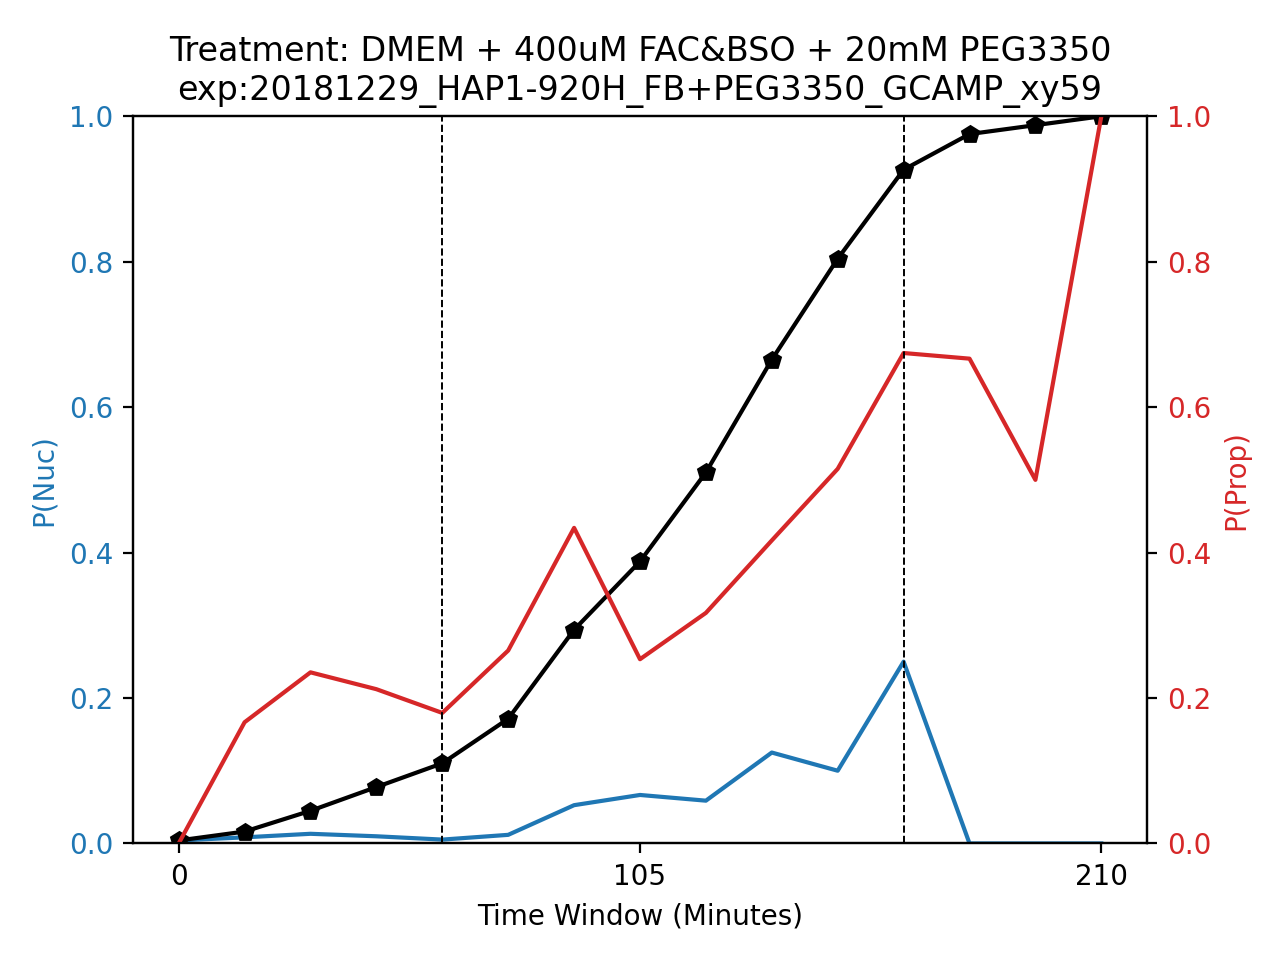 Treatment: DMEM + 400uM FAC&BSO + 20mM PEG3350
exp:20181229_HAP1-920H_FB+PEG3350_GCAMP_xy59
1.0
0.8
0.6
0.4
0.2
0.0
P(Nuc)
1.0
0.8
0.6
0.4
0.2
0.0
P(Prop)
0 105 210
Time Window (Minutes)